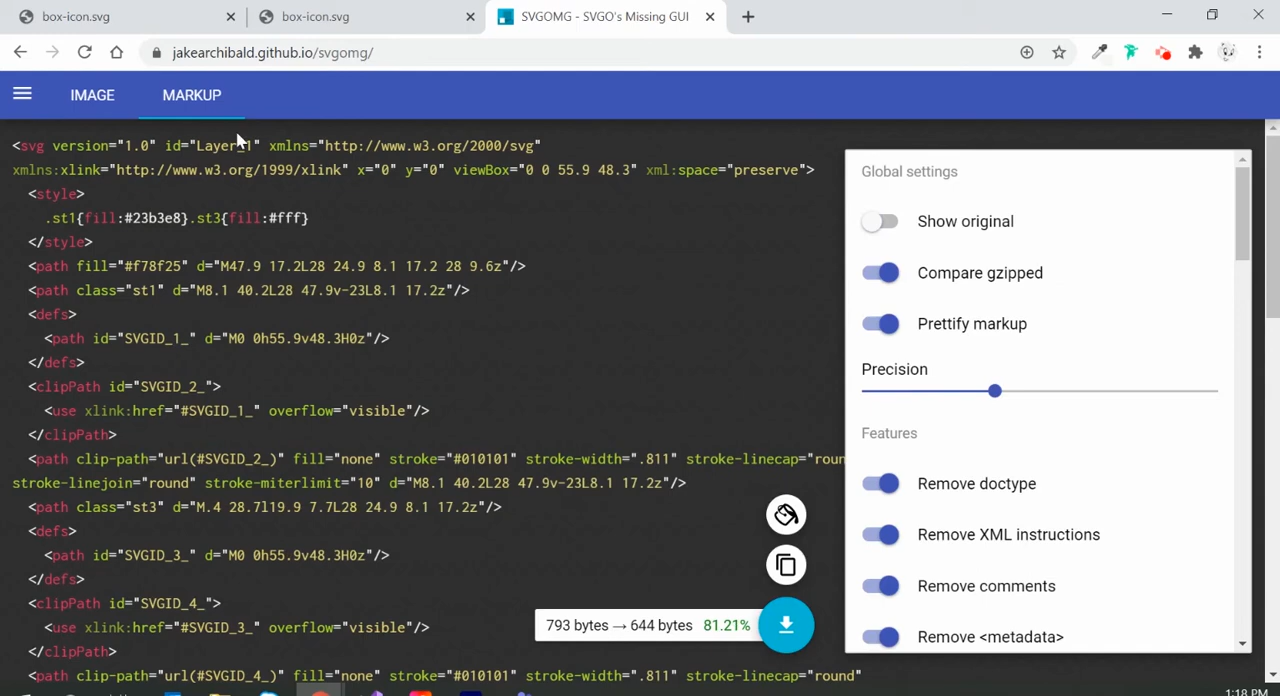 box-icon.svg
box-icon.svg
SVGOMG - SVGO's Missing GUI
jakearchibald.github.io/svgomg/
IMAGE
MARKUP
<svg version="1.0" id="Layer_1" xmlns="http://www.w3.org/2000/svg"
xmlns:xlink="http://www.w3.org/1999/xlink" x="0" y="0" viewBox="0 0 55.9 48.3" xml:space="preserve">
<style>
.st1{fill:#23b3e8}.st3{fill:#fff}
</style>
<path fill="#f78f25" d="M47.9 17.2L28 24.9 8.1 17.2 28 9.6z"/>
<path class="st1" d="M8.1 40.2L28 47.9v-23L8.1 17.2z"/>
<defs>
<path id="SVGID_1_" d="M0 0h55.9v48.3H0z"/>
</defs>
<clipPath id="SVGID_2_">
<use xlink:href="#SVGID_1_" overflow="visible"/>
</clipPath>
<path clip-path="url(#SVGID_2_)" fill="none" stroke="#010101" stroke-width=".811" stroke-linecap="roun
stroke-linejoin="round" stroke-miterlimit="10" d="M8.1 40.2L28 47.9v-23L8.1 17.2z"/>
<path class="st3" d="M.4 28.7l19.9 7.7L28 24.9 8.1 17.2z"/>
<defs>
<path id="SVGID_3_" d="M0 0h55.9v48.3H0z"/>
</defs>
<clipPath id="SVGID_4_">
<use xlink:href="#SVGID_3_" overflow="visible"/>
</clipPath>
<path clip-path="url(#SVGID_4_)" fill="none" stroke="#010101" stroke-width=".811" stroke-linecap="round"
Global settings
Show original
Compare gzipped
Prettify markup
Precision
Features
Remove doctype
Remove XML instructions
Remove comments
Remove <metadata>
793 bytes → 644 bytes 81.21%
1:18 PM